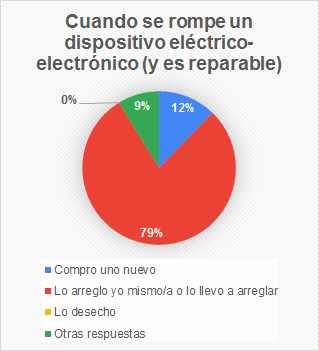 Cuando se rompe un
dispositivo eléctrico-
electrónico (y es reparable)
0%
9%
12%
79%
Compro uno nuevo
Lo arreglo yo mismo/a o lo llevo a arreglar
Lo desecho
Otras respuestas